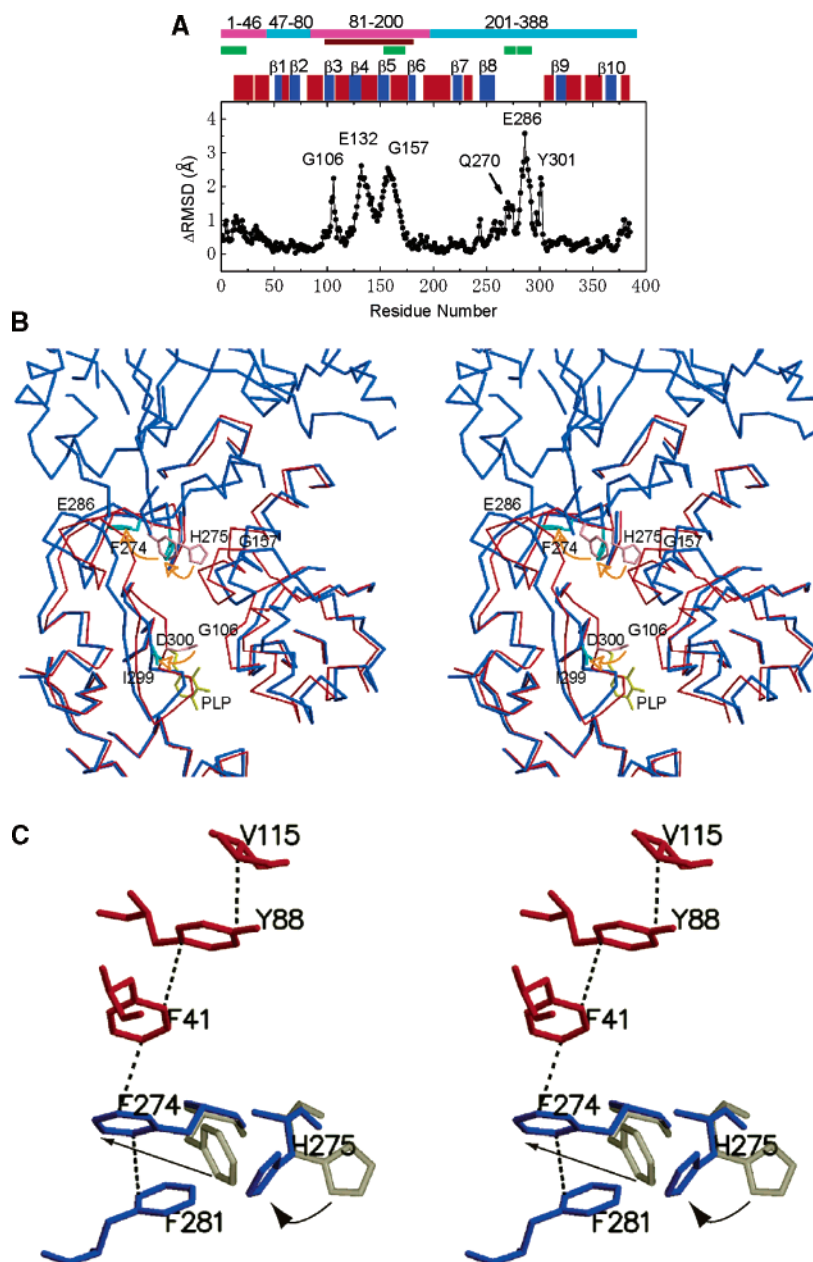 A
1-46 47-80 81-200 201-388
β1 β2 β3 β4 β5 β6 β7 β8 β9 β10
ΔRMSD (Å)
4
3
2
1
0
G106
E132
G157
Q270
E286
Y301
0 50 100 150 200 250 300 350 400
Residue Number
B
E286 F274 H275 G157
D300 G106
I299
PLP
E286 F274 H275 G157
D300 G106
I299
PLP
C
V115
Y88
F41
F274
H275
F281
V115
Y88
F41
F274
H275
F281